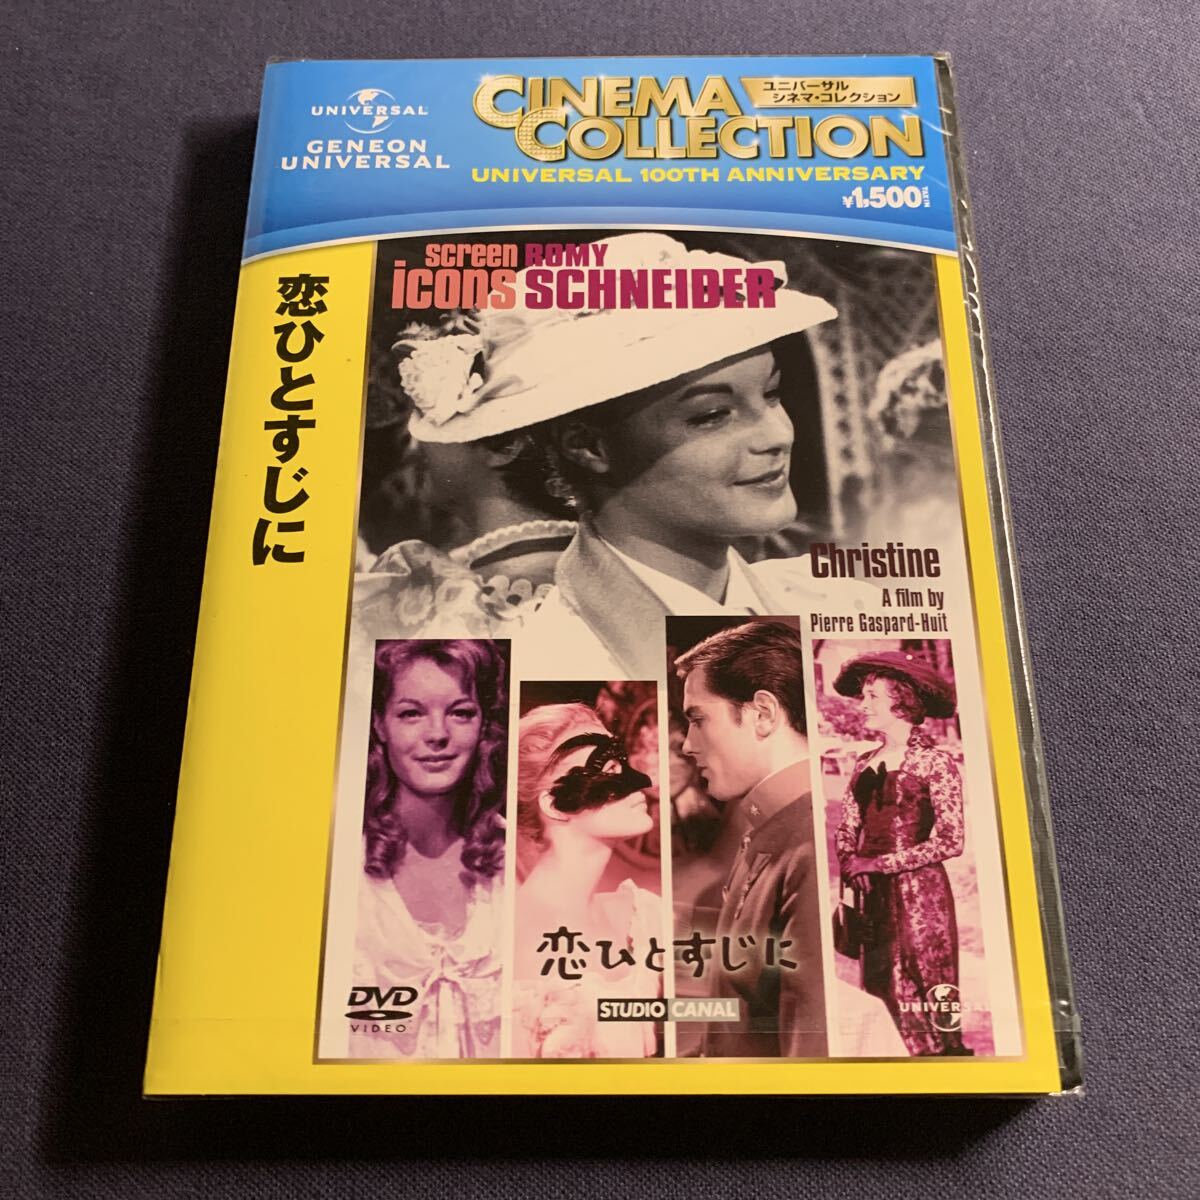 UNIVERSAL
GENEON
UNIVERSAL
CINEMA
COLLECTION
ユニバーサル
シネマ・コレクション
UNIVERSAL 100TH ANNIVERSARY
¥1,500 TAX IN
恋ひとすじに
screen ROMY
icons SCHNEIDER
Christine
A film by
Pierre Gaspard-Huit
恋ひとすじに
DVD
VIDEO
STUDIO CANAL
UNIVERSAL